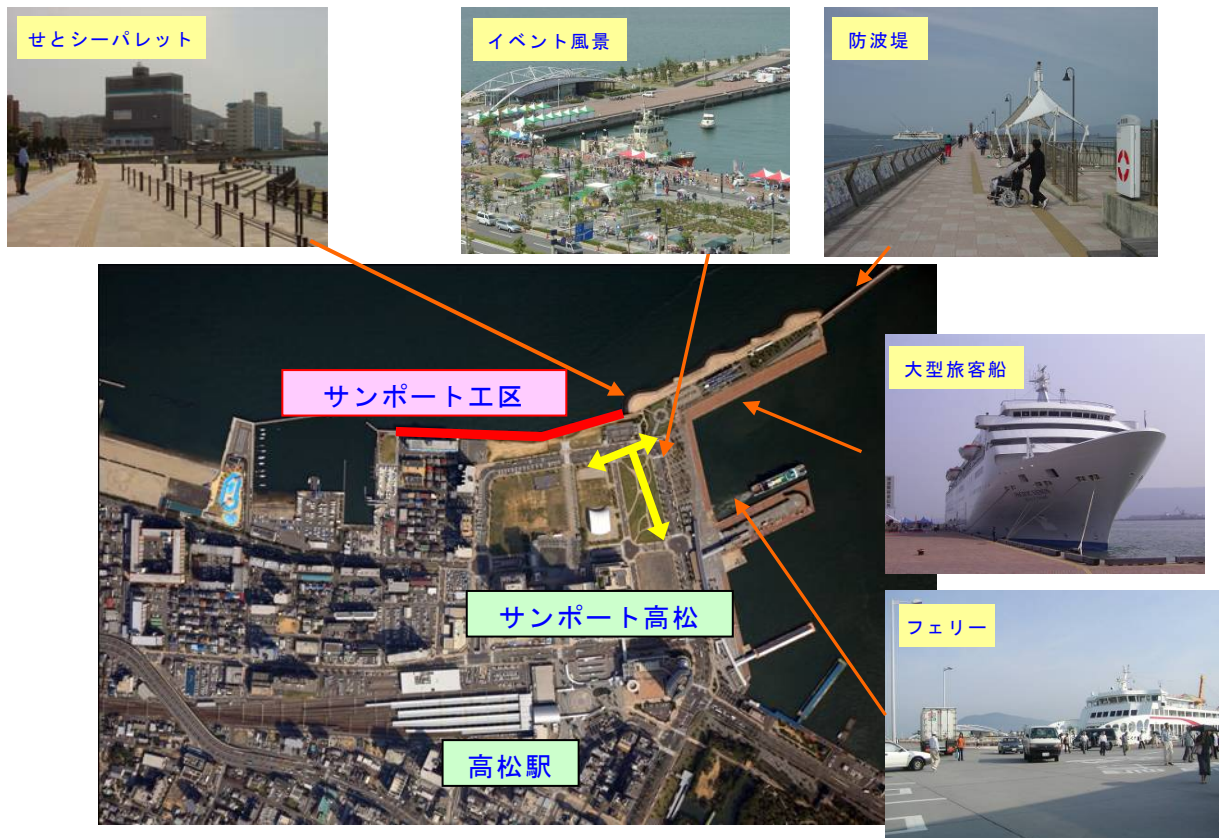 せとシーパレット
イベント風景
防波堤
サンポート工区
大型旅客船
サンポート高松
フェリー
高松駅